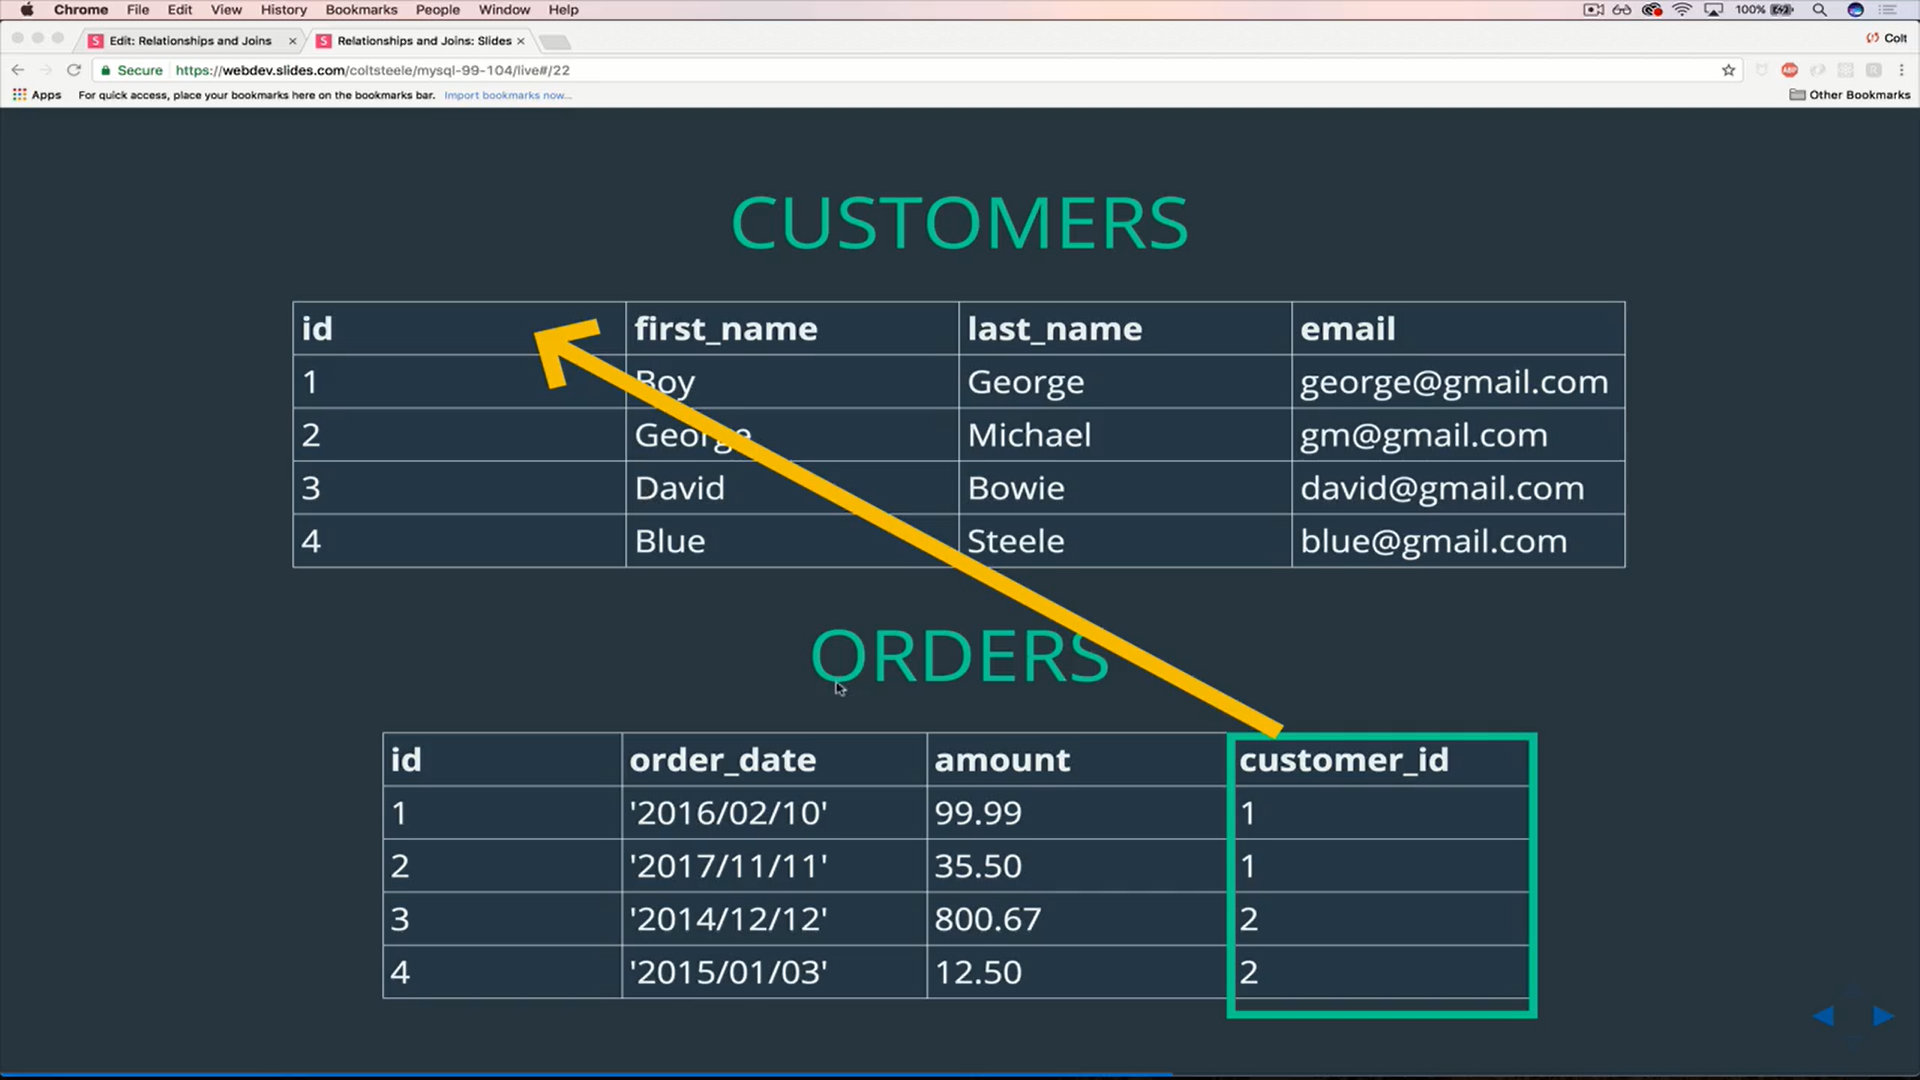 Chrome File Edit View History Bookmarks People Window Help 100%
Edit: Relationships and Joins × Relationships and Joins: Slides × Colt
Secure https://webdev.slides.com/coltsteele/mysql-99-104/live#/22 ABP
Apps For quick access, place your bookmarks here on the bookmarks bar. Import bookmarks now... Other Bookmarks
CUSTOMERS
id first_name last_name email
1 Boy George george@gmail.com
2 George Michael gm@gmail.com
3 David Bowie david@gmail.com
4 Blue Steele blue@gmail.com
ORDERS
id order_date amount customer_id
1 '2016/02/10' 99.99 1
2 '2017/11/11' 35.50 1
3 '2014/12/12' 800.67 2
4 '2015/01/03' 12.50 2